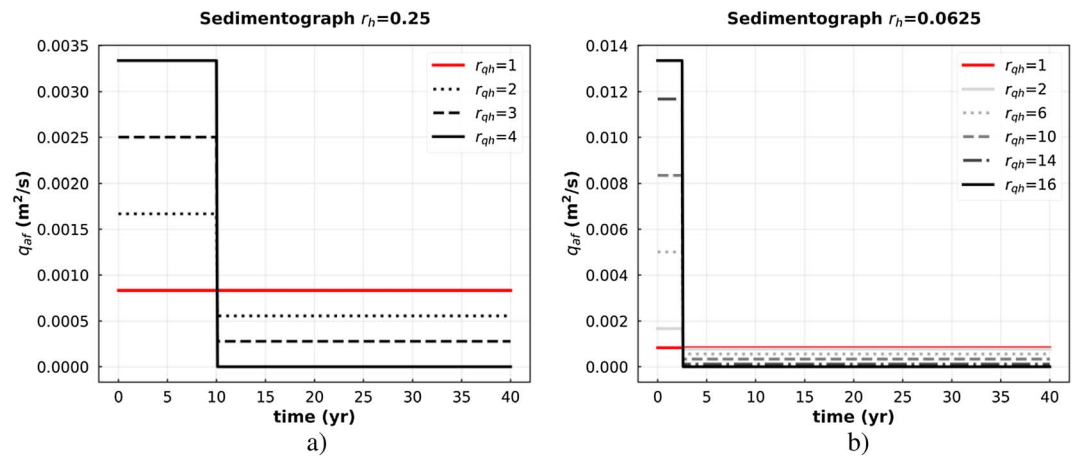 Sedimentograph r_h=0.25
q_af (m²/s)
0.0035
0.0030
0.0025
0.0020
0.0015
0.0010
0.0005
0.0000
r_qh=1
r_qh=2
r_qh=3
r_qh=4
0 5 10 15 20 25 30 35 40
time (yr)
a)
Sedimentograph r_h=0.0625
q_af (m²/s)
0.014
0.012
0.010
0.008
0.006
0.004
0.002
0.000
r_qh=1
r_qh=2
r_qh=6
r_qh=10
r_qh=14
r_qh=16
0 5 10 15 20 25 30 35 40
time (yr)
b)